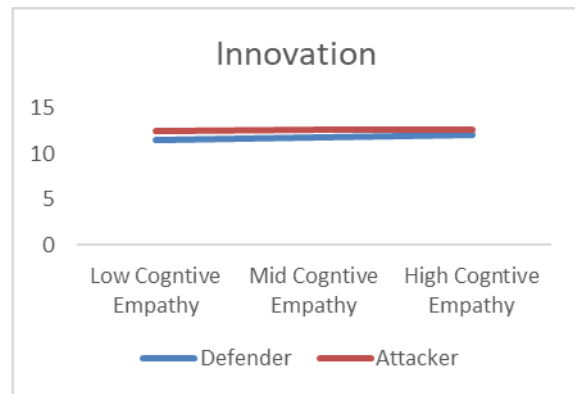 Innovation
15
10
5
0
Low Cogntive Mid Cogntive High Cogntive
Empathy Empathy Empathy
Defender Attacker